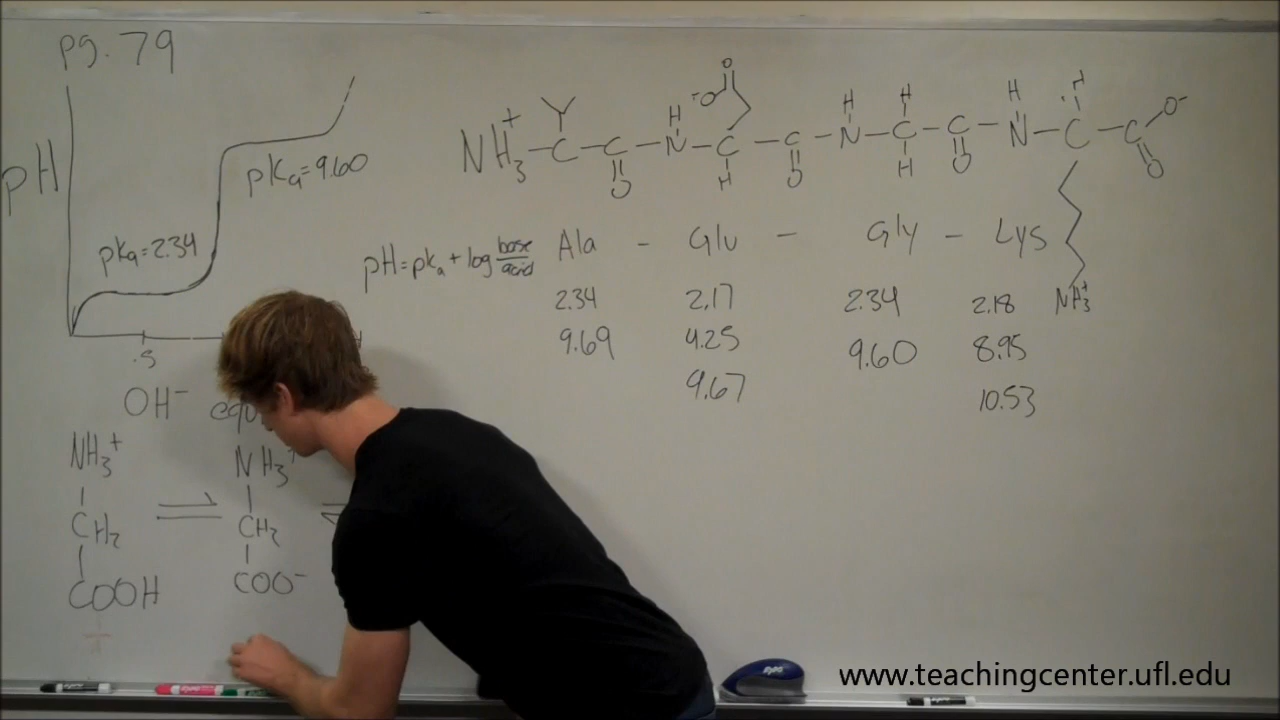 pg. 79
pH
pKa=9.60
pKa=2.34
.5
OH⁻
NH₃⁺
CH₂
COOH
+
NH₃⁺
CH₂
COO⁻
O
⁻O
H H H H H O⁻
NH₃⁺ – C – C – N – C – C – N – C – C – N – C – C
O H O H O O
NH₃⁺
pH = pKa + log base/acid
Ala - Glu - Gly - Lys
2.34 2.17 2.34 2.18
9.69 4.25 9.60 8.95
9.67 10.53
www.teachingcenter.ufl.edu